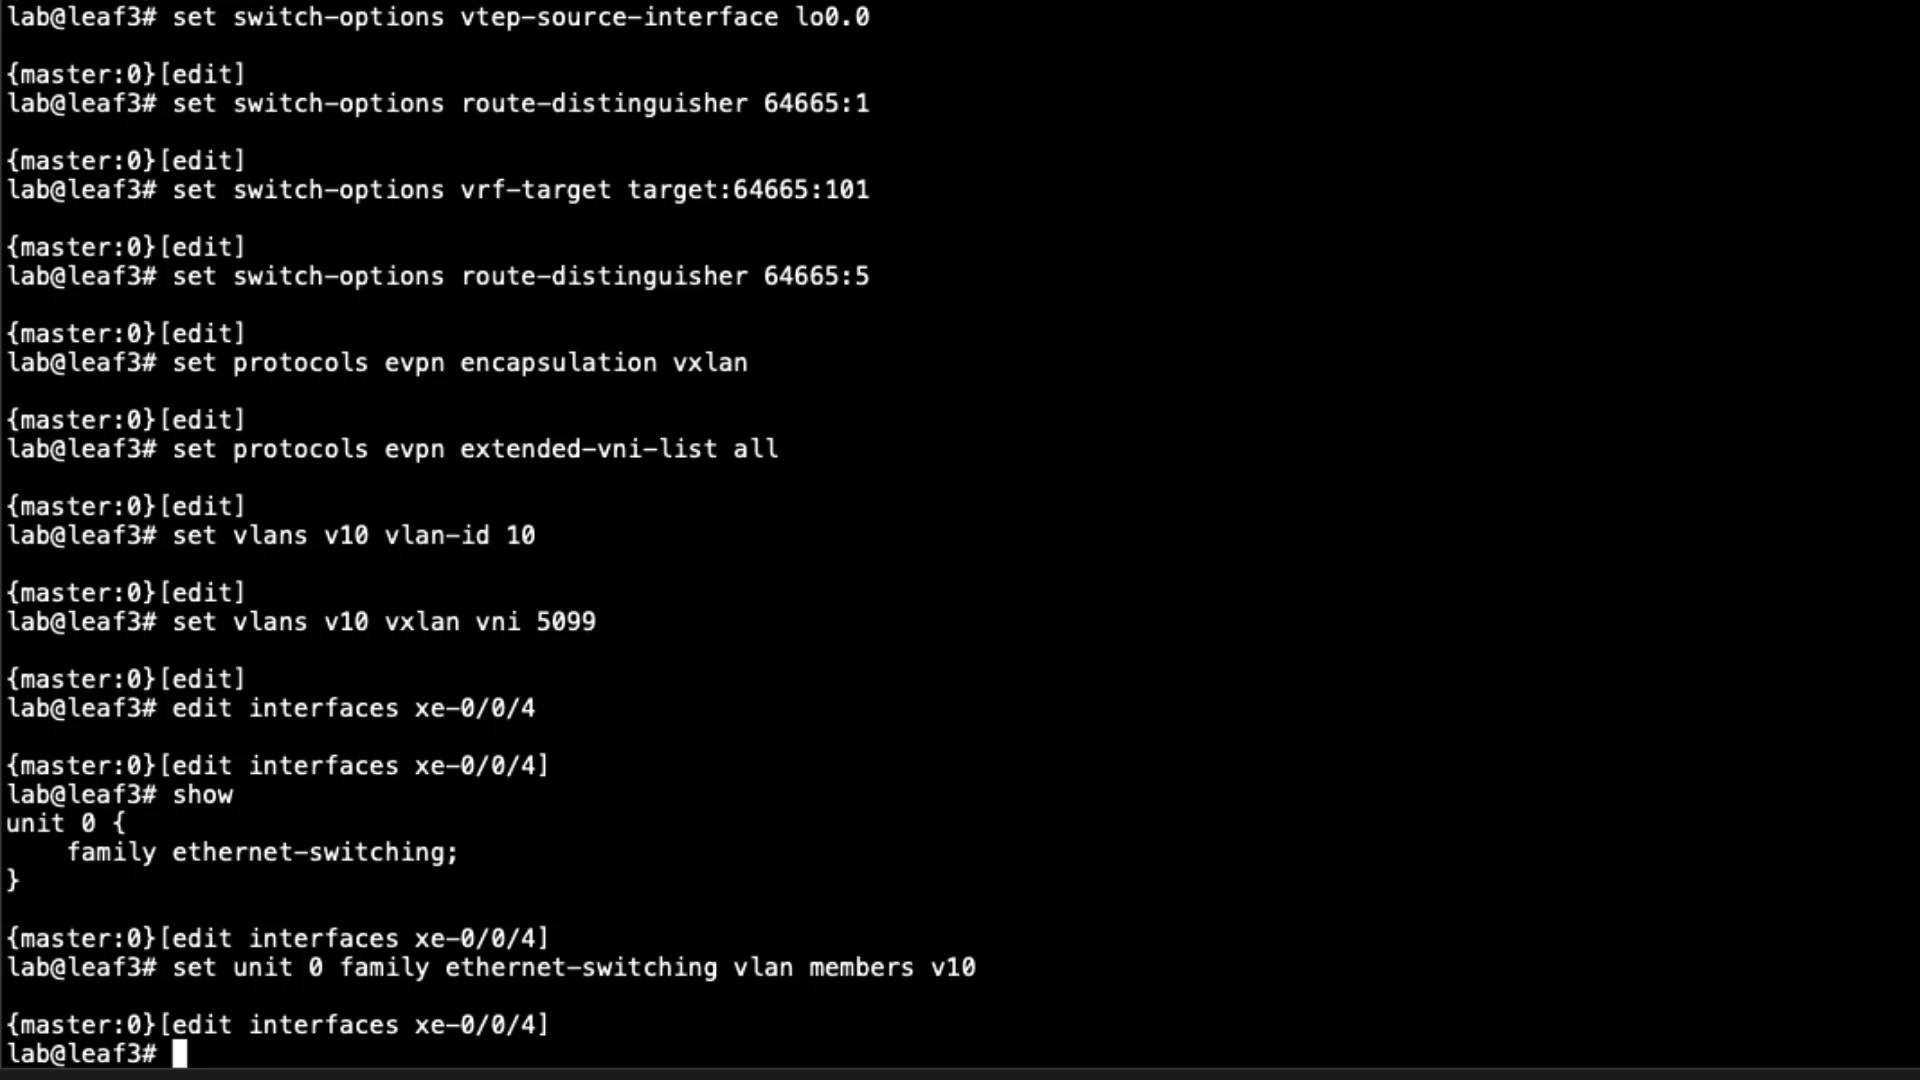 lab@leaf3# set switch-options vtep-source-interface lo0.0
{master:0}[edit]
lab@leaf3# set switch-options route-distinguisher 64665:1
{master:0}[edit]
lab@leaf3# set switch-options vrf-target target:64665:101
{master:0}[edit]
lab@leaf3# set switch-options route-distinguisher 64665:5
{master:0}[edit]
lab@leaf3# set protocols evpn encapsulation vxlan
{master:0}[edit]
lab@leaf3# set protocols evpn extended-vni-list all
{master:0}[edit]
lab@leaf3# set vlans v10 vlan-id 10
{master:0}[edit]
lab@leaf3# set vlans v10 vxlan vni 5099
{master:0}[edit]
lab@leaf3# edit interfaces xe-0/0/4
{master:0}[edit interfaces xe-0/0/4]
lab@leaf3# show
unit 0 {
    family ethernet-switching;
}
{master:0}[edit interfaces xe-0/0/4]
lab@leaf3# set unit 0 family ethernet-switching vlan members v10
{master:0}[edit interfaces xe-0/0/4]
lab@leaf3#